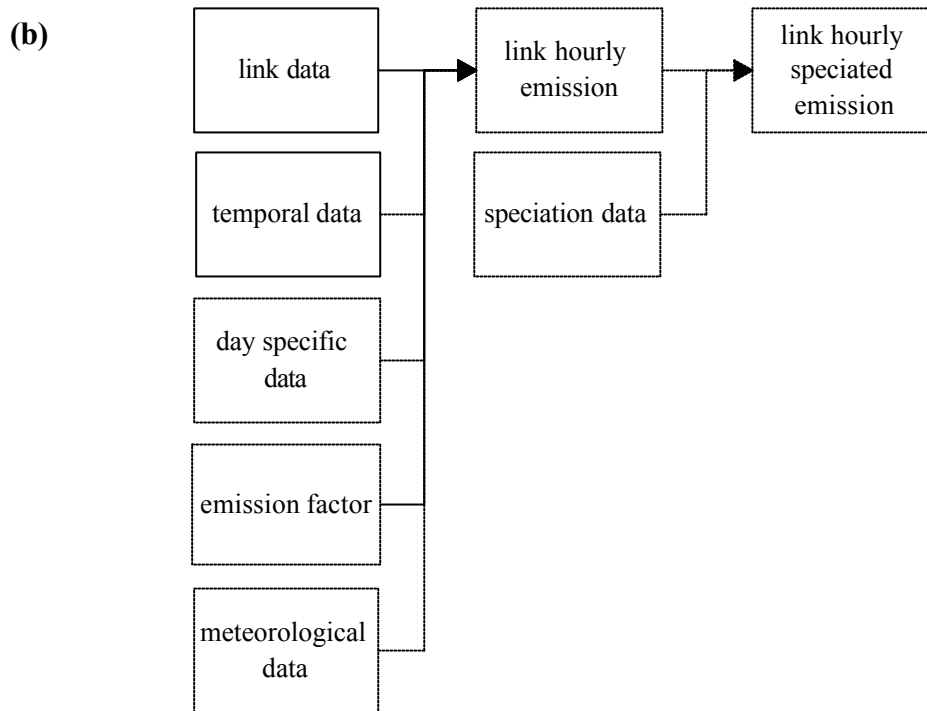 (b)
link data
link hourly
emission
link hourly
speciated
emission
temporal data
speciation data
day specific
data
emission factor
meteorological
data